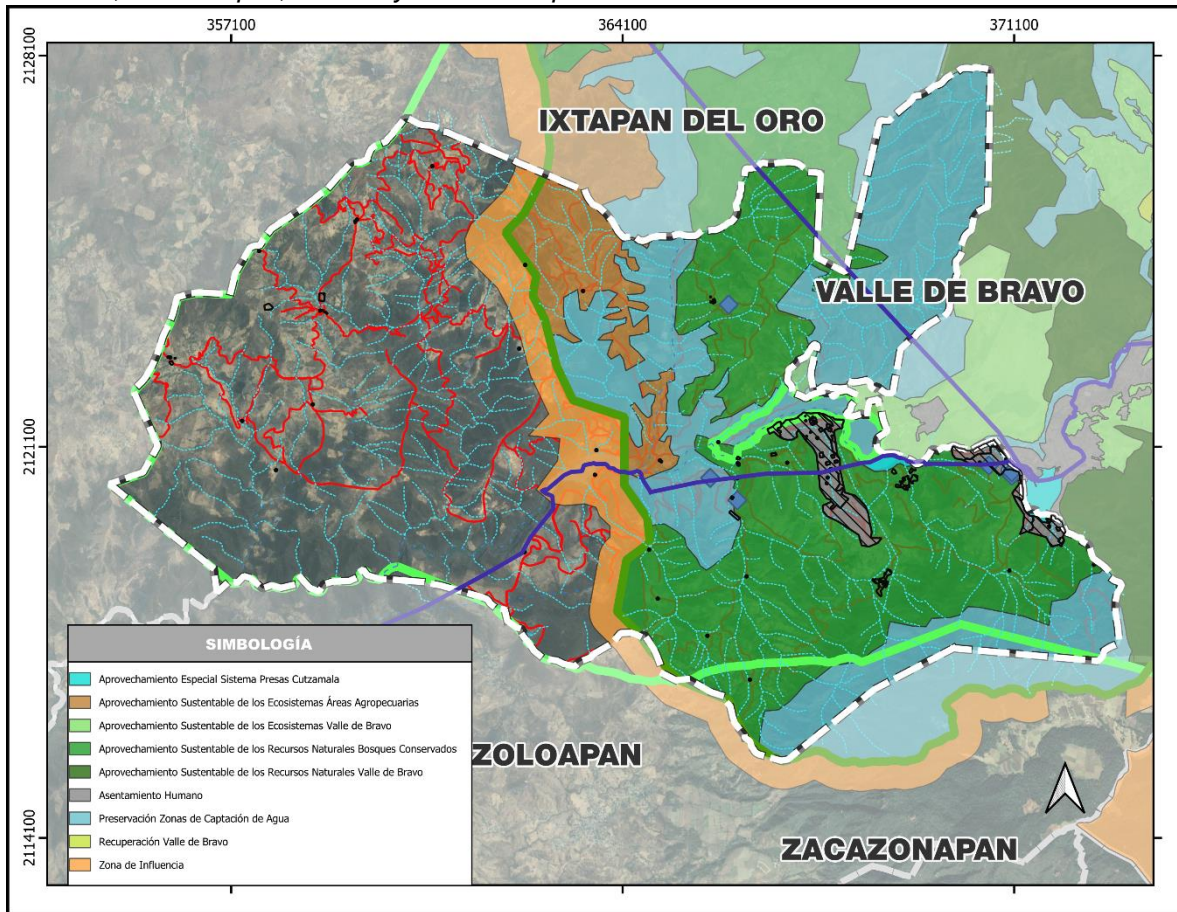 357100
364100
371100
2128100
IXTAPAN DEL ORO
VALLE DE BRAVO
2121100
SIMBOLOGÍA
Aprovechamiento Especial Sistema Presas Cutzamala
Aprovechamiento Sustentable de los Ecosistemas Áreas Agropecuarias
Aprovechamiento Sustentable de los Ecosistemas Valle de Bravo
Aprovechamiento Sustentable de los Recursos Naturales Bosques Conservados
Aprovechamiento Sustentable de los Recursos Naturales Valle de Bravo
Asentamiento Humano
Preservación Zonas de Captación de Agua
Recuperación Valle de Bravo
Zona de Influencia
ZOLOAPAN
2114100
ZACAZONAPAN